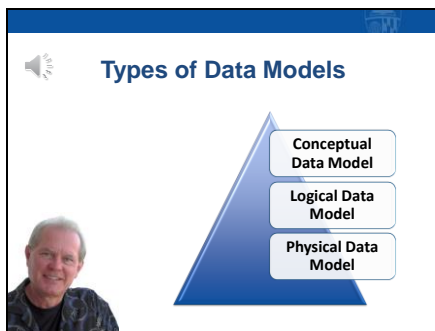 Types of Data Models
Conceptual
Data Model
Logical Data
Model
Physical Data
Model